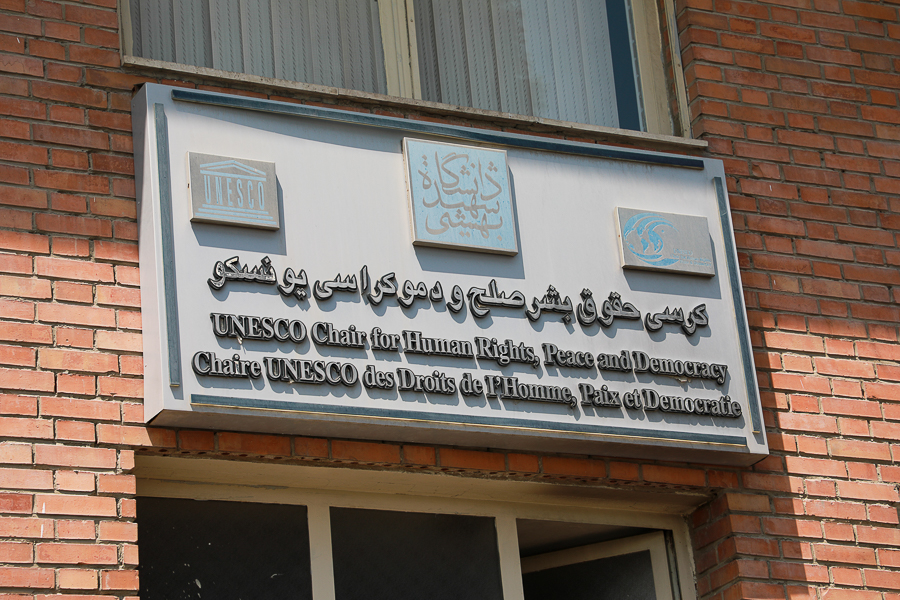 UNESCO
دانشگاه
شهید
بهشتی
کرسی حقوق بشر صلح و دموکراسی یونسکو
UNESCO Chair for Human Rights, Peace and Democracy
Chaire UNESCO des Droits de l'Homme, Paix et Democratie